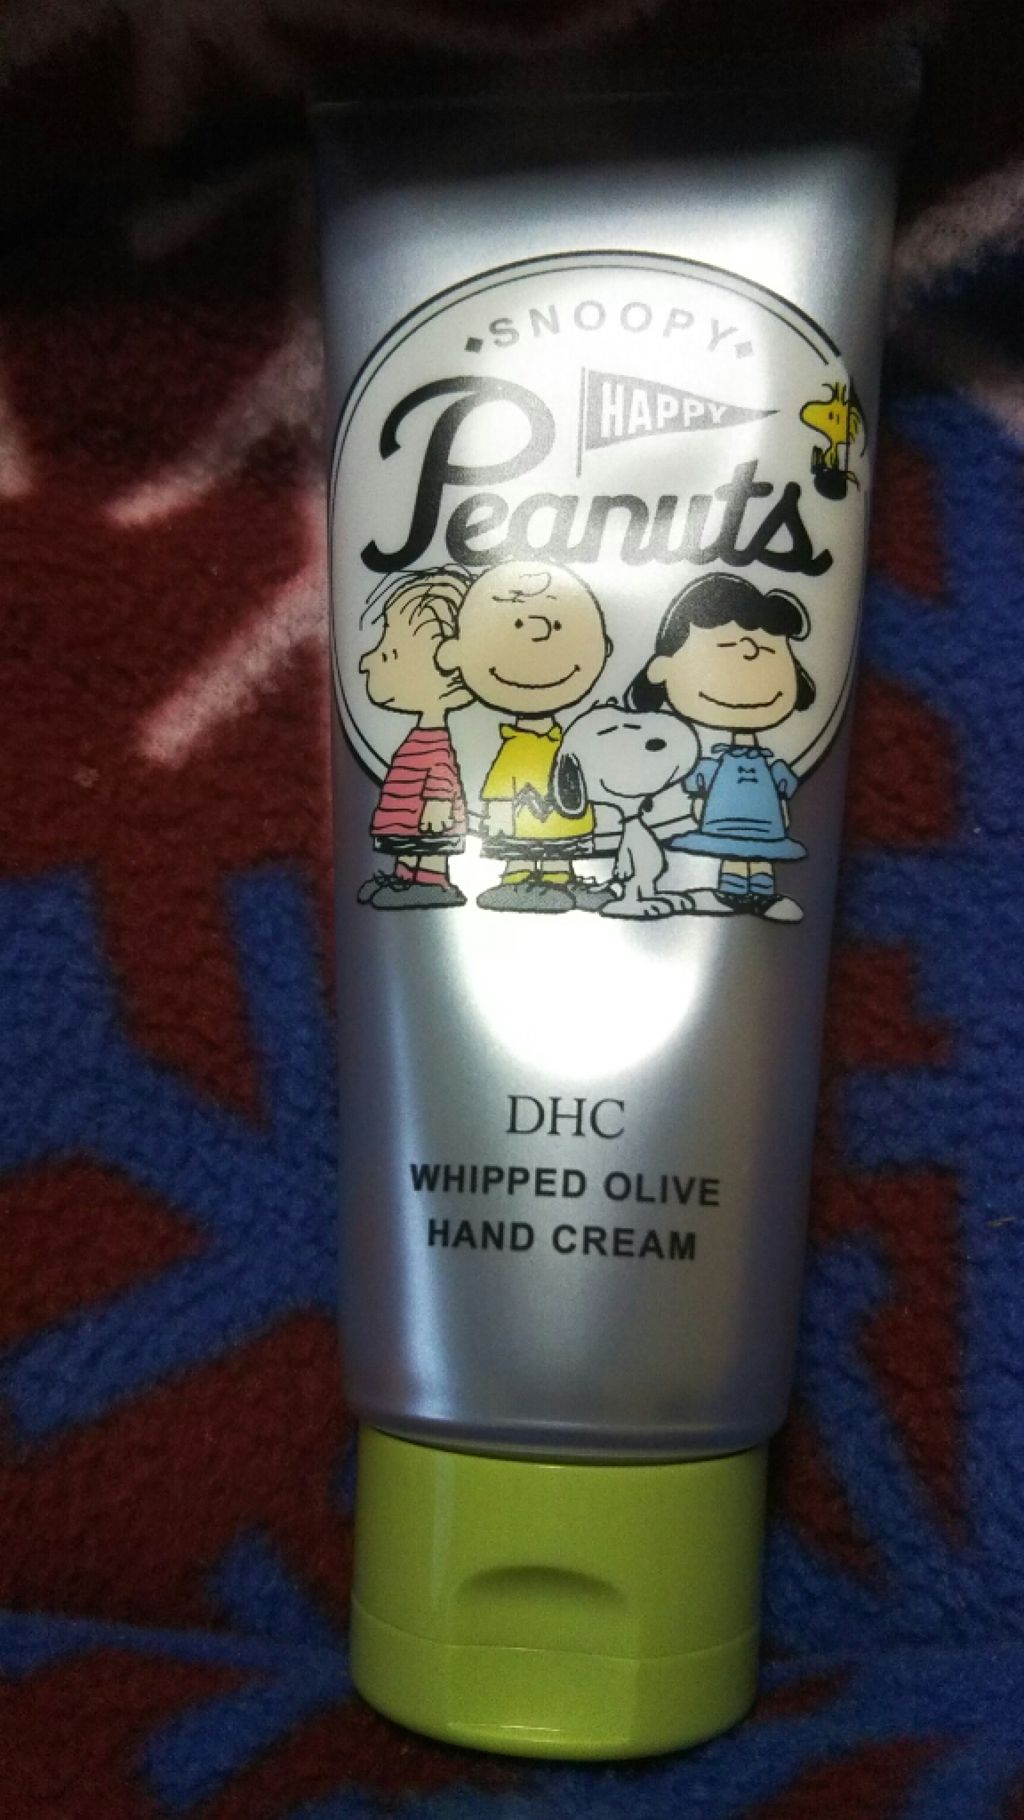 SNOOPY
HAPPY
Peanuts
DHC
WHIPPED OLIVE
HAND CREAM